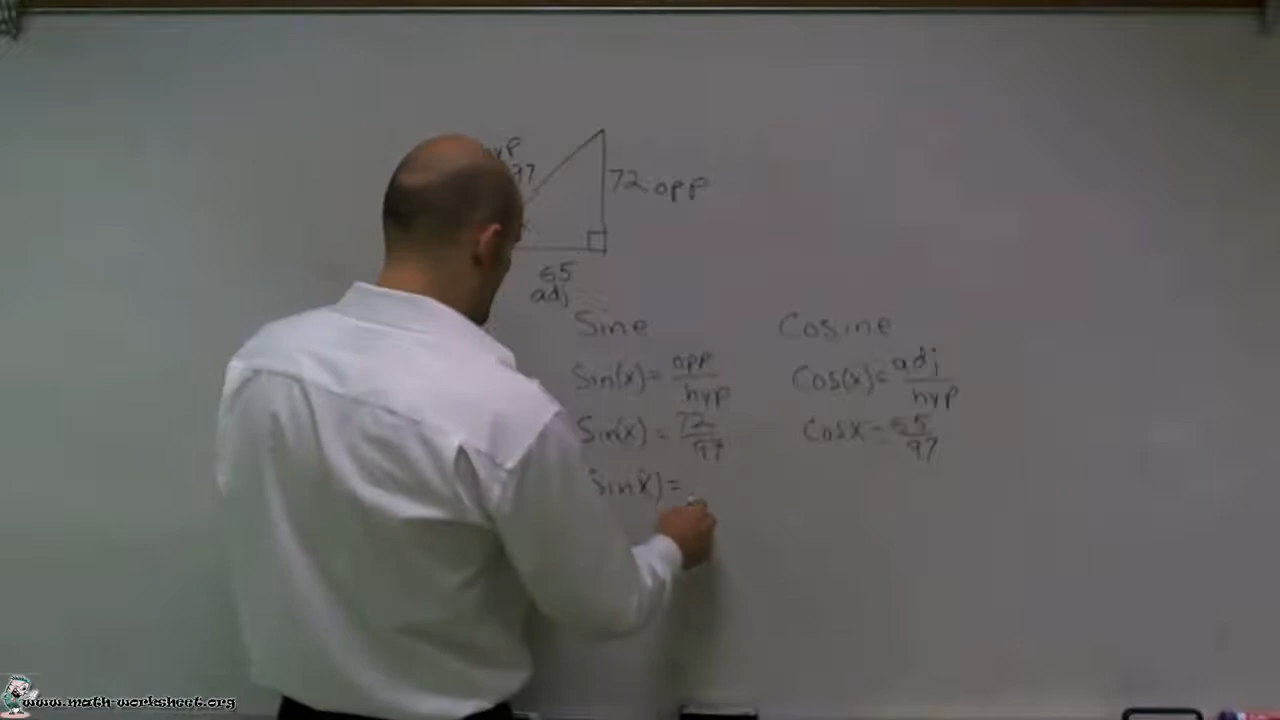 hyp
97
72 opp
65
adj
Sine
Cosine
Sin(x) = opp/hyp
Cos(x) = adj/hyp
Sin(x) = 72/97
Cosx = 65/97
Sin(x) =
www.math-worksheet.org